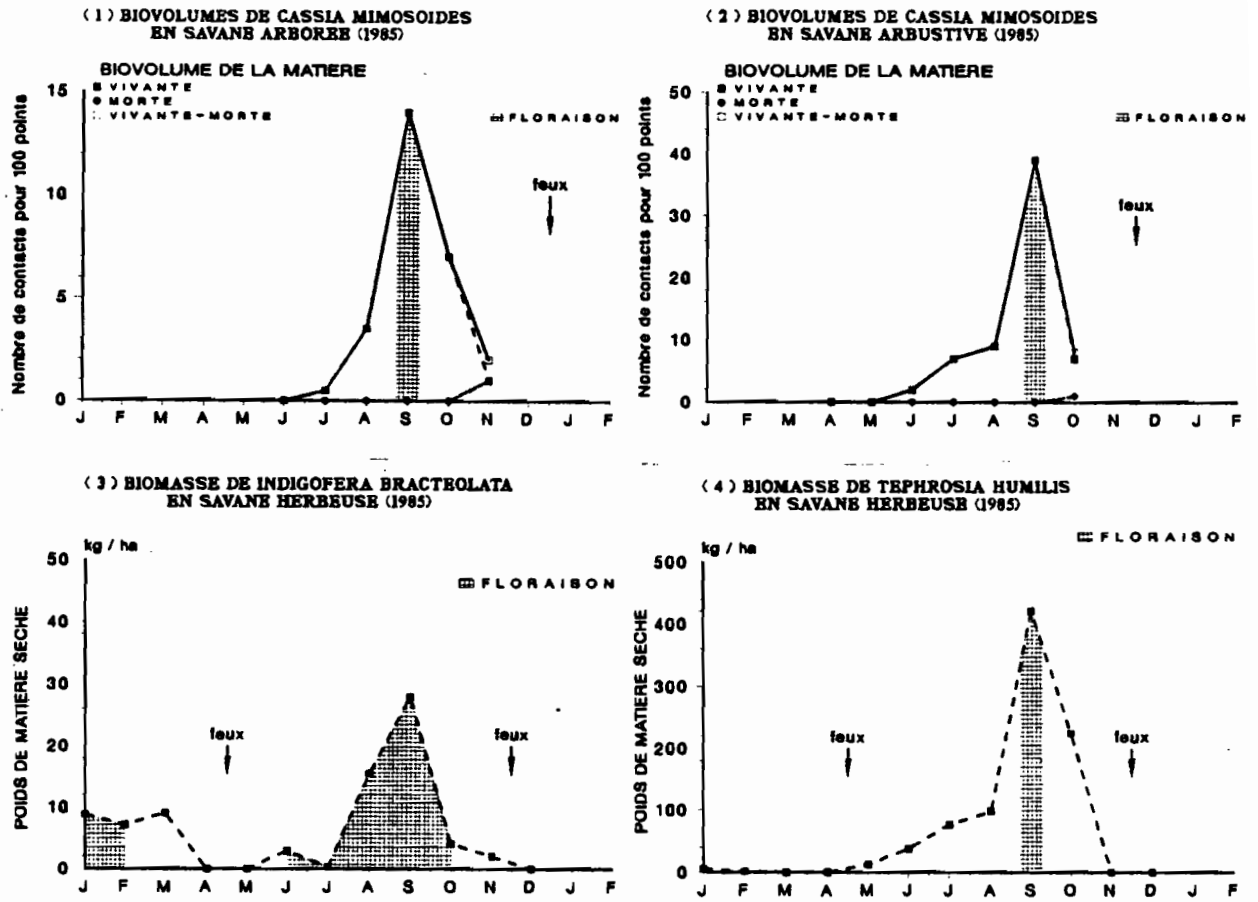 ( 1 ) BIOVOLUMES DE CASSIA MIMOSOIDES
EN SAVANE ARBOREE (1985)
BIOVOLUME DE LA MATIERE
VIVANTE
MORTE
VIVANTE-MORTE
FLORAISON
Nombre de contacts pour 100 points
15
10
5
0
feux
J F M A M J J A S O N D J F
( 2 ) BIOVOLUMES DE CASSIA MIMOSOIDES
EN SAVANE ARBUSTIVE (1985)
BIOVOLUME DE LA MATIERE
VIVANTE
MORTE
VIVANTE-MORTE
FLORAISON
Nombre de contacts pour 100 points
50
40
30
20
10
0
feux
J F M A M J J A S O N D J F
( 3 ) BIOMASSE DE INDIGOFERA BRACTEOLATA
EN SAVANE HERBEUSE (1985)
kg / ha
FLORAISON
POIDS DE MATIERE SECHE
50
40
30
20
10
0
feux
feux
J F M A M J J A S O N D J F
( 4 ) BIOMASSE DE TEPHROSIA HUMILIS
EN SAVANE HERBEUSE (1985)
kg / ha
FLORAISON
POIDS DE MATIERE SECHE
500
400
300
200
100
0
feux
feux
J F M A M J J A S O N D J F